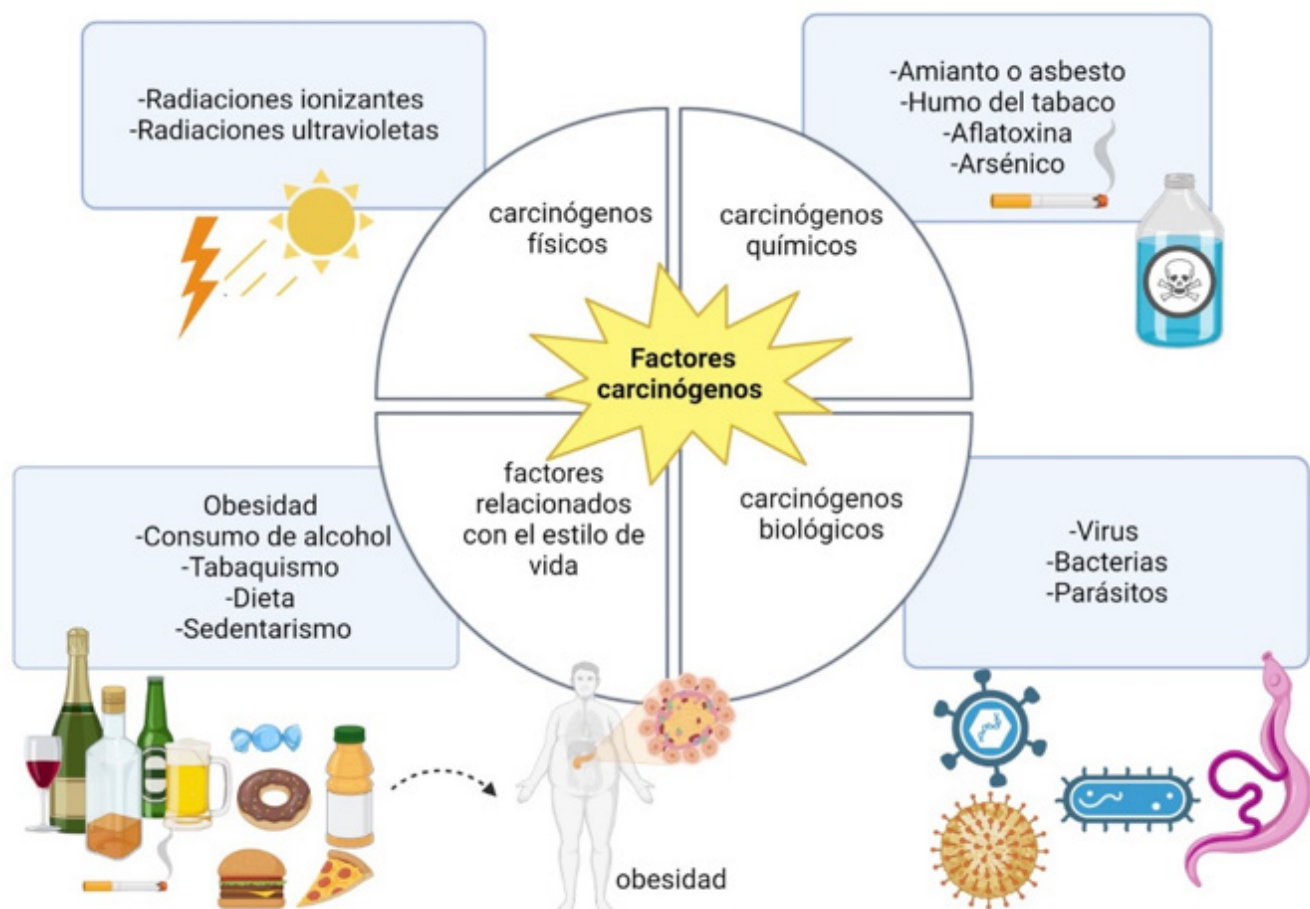 -Radiaciones ionizantes
-Radiaciones ultravioletas
-Amianto o asbesto
-Humo del tabaco
-Aflatoxina
-Arsénico
carcinógenos
físicos
carcinógenos
químicos
Factores
carcinógenos
factores
relacionados
con el estilo de
vida
carcinógenos
biológicos
Obesidad
-Consumo de alcohol
-Tabaquismo
-Dieta
-Sedentarismo
-Virus
-Bacterias
-Parásitos
obesidad